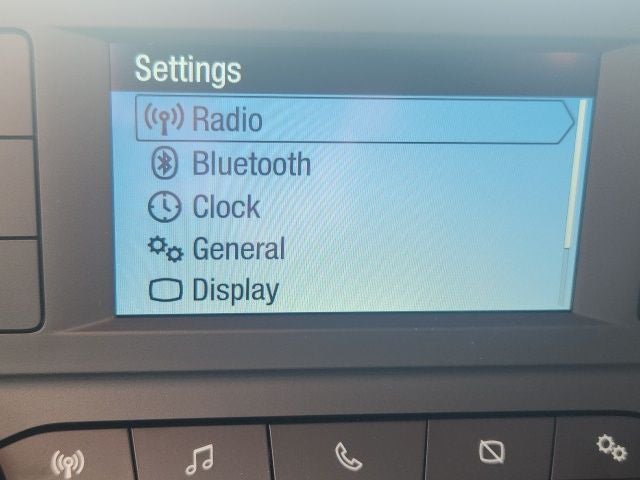 Settings
Radio
Bluetooth
Clock
General
Display